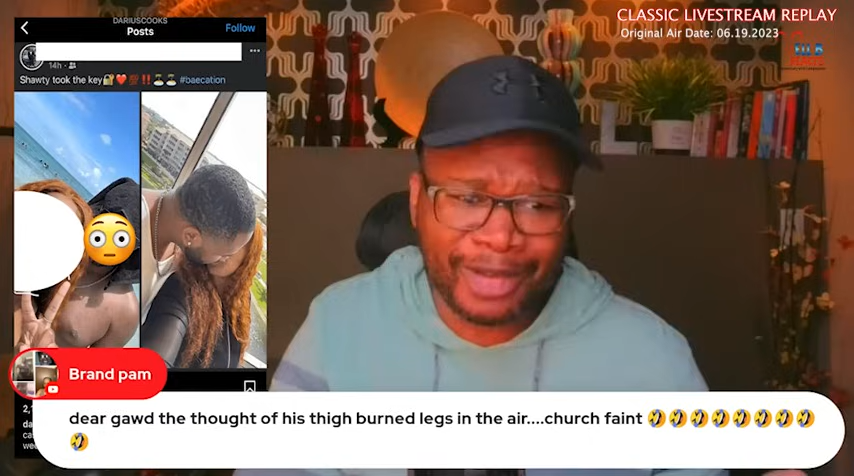 CLASSIC LIVESTREAM REPLAY
Original Air Date: 06.19.2023
DARIUSCOOKS
Posts
Follow
14h
Shawty took the key🔐❤️💯‼️🏝🏝 #baecation
Brand pam
dear gawd the thought of his thigh burned legs in the air....church faint 🤣🤣🤣🤣🤣🤣🤣🤣
🤣